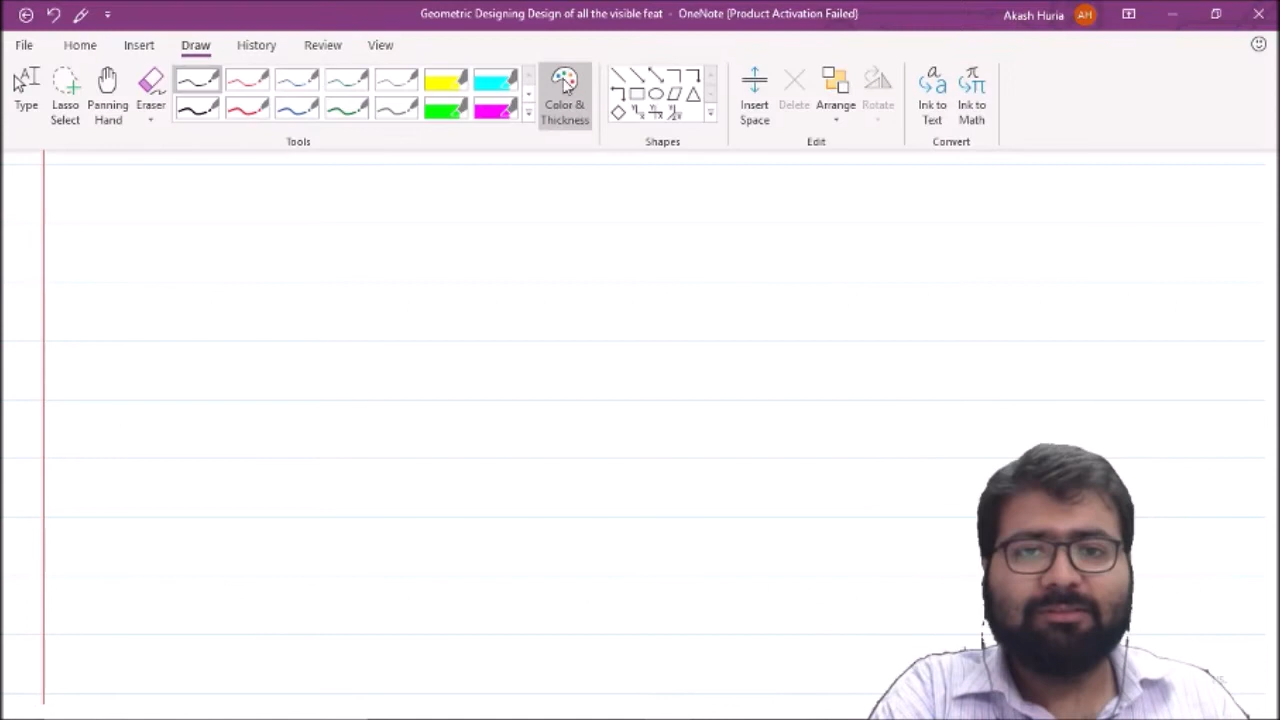 Geometric Designing Design of all the visible feat - OneNote [Product Activation Failed]
Akash Huria AH
File Home Insert Draw History Review View
Type
Lasso Select
Panning Hand
Eraser
Color & Thickness
Insert Space
Delete
Arrange
Rotate
Ink to Text
Ink to Math
Tools
Shapes
Edit
Convert